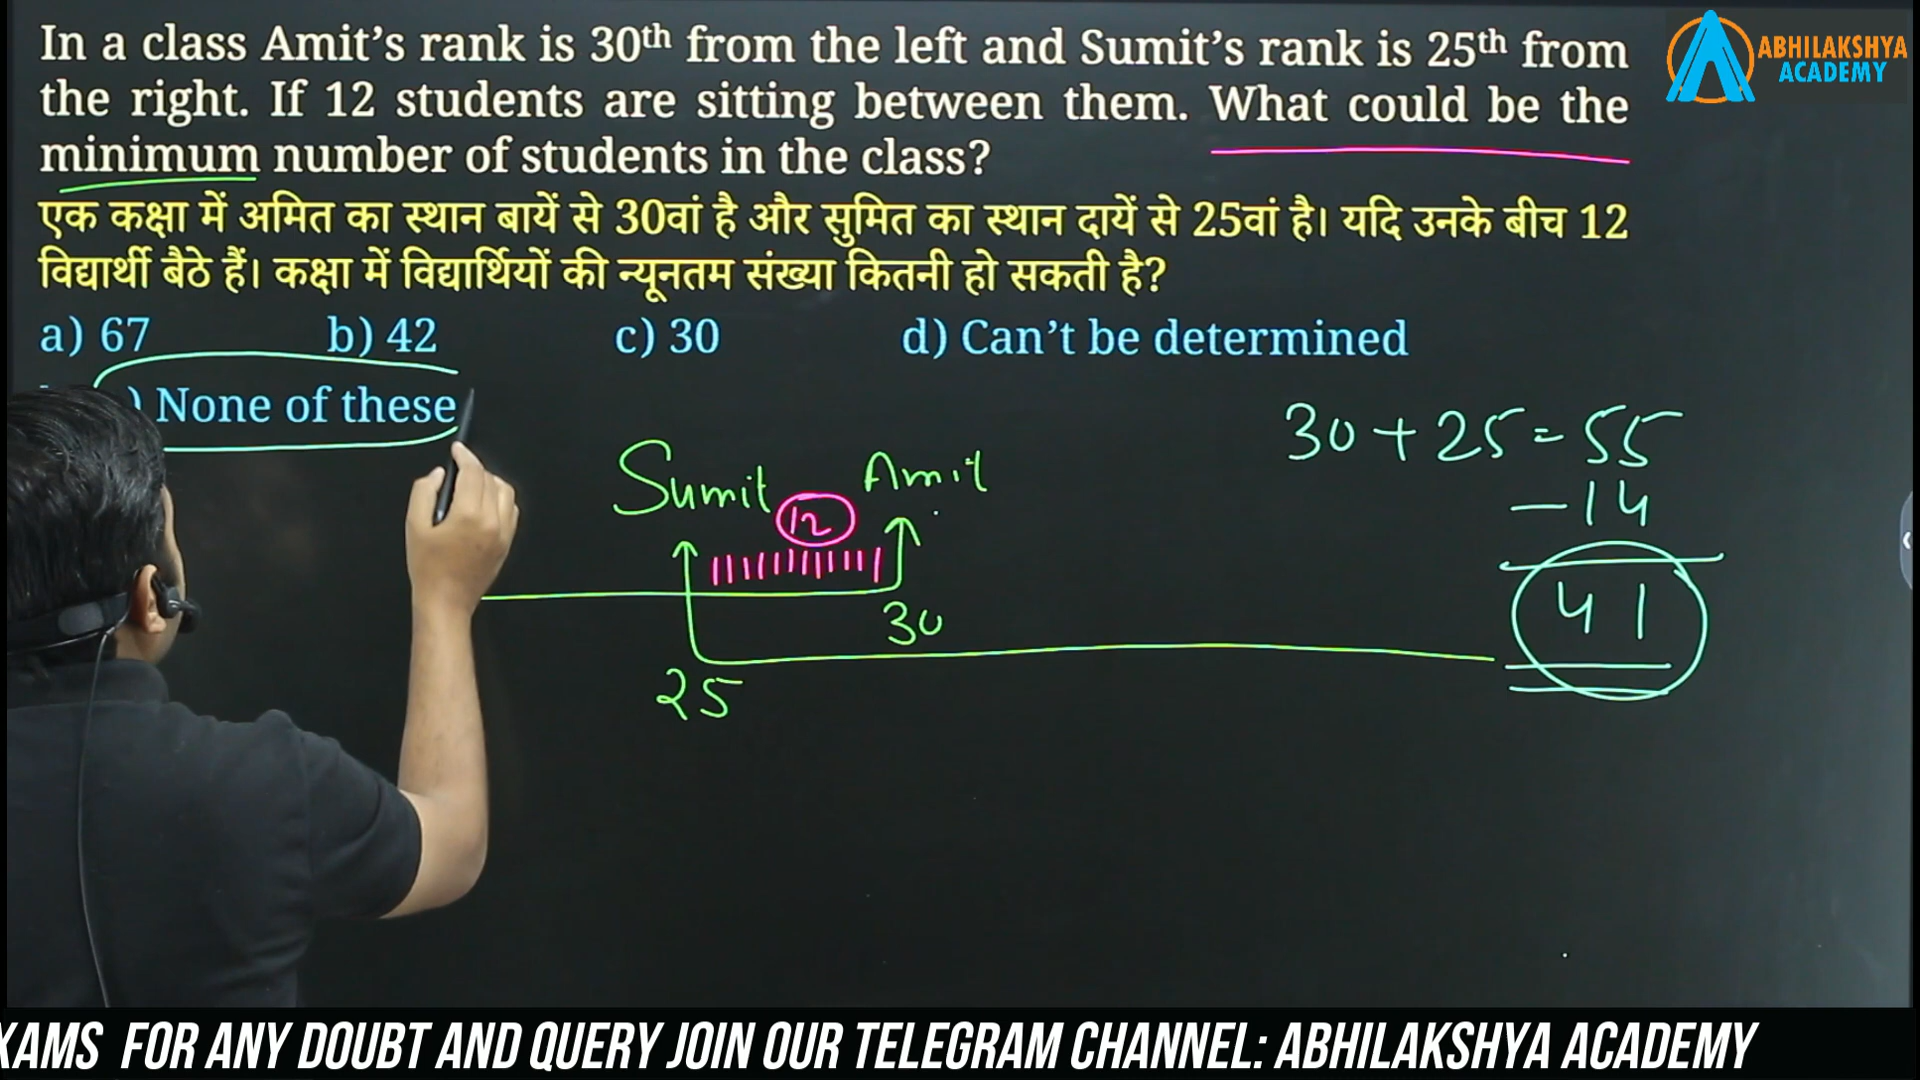 In a class Amit’s rank is 30th from the left and Sumit’s rank is 25th from
the right. If 12 students are sitting between them. What could be the
minimum number of students in the class?
एक कक्षा में अमित का स्थान बायें से 30वां है और सुमित का स्थान दायें से 25वां है। यदि उनके बीच 12
विद्यार्थी बैठे हैं। कक्षा में विद्यार्थियों की न्यूनतम संख्या कितनी हो सकती है?
a) 67 b) 42 c) 30 d) Can’t be determined
) None of these
ABHILAKSHYA
ACADEMY
30 + 25 = 55
- 14
41
Sumit Amit
12
30
25
XAMS FOR ANY DOUBT AND QUERY JOIN OUR TELEGRAM CHANNEL: ABHILAKSHYA ACADEMY